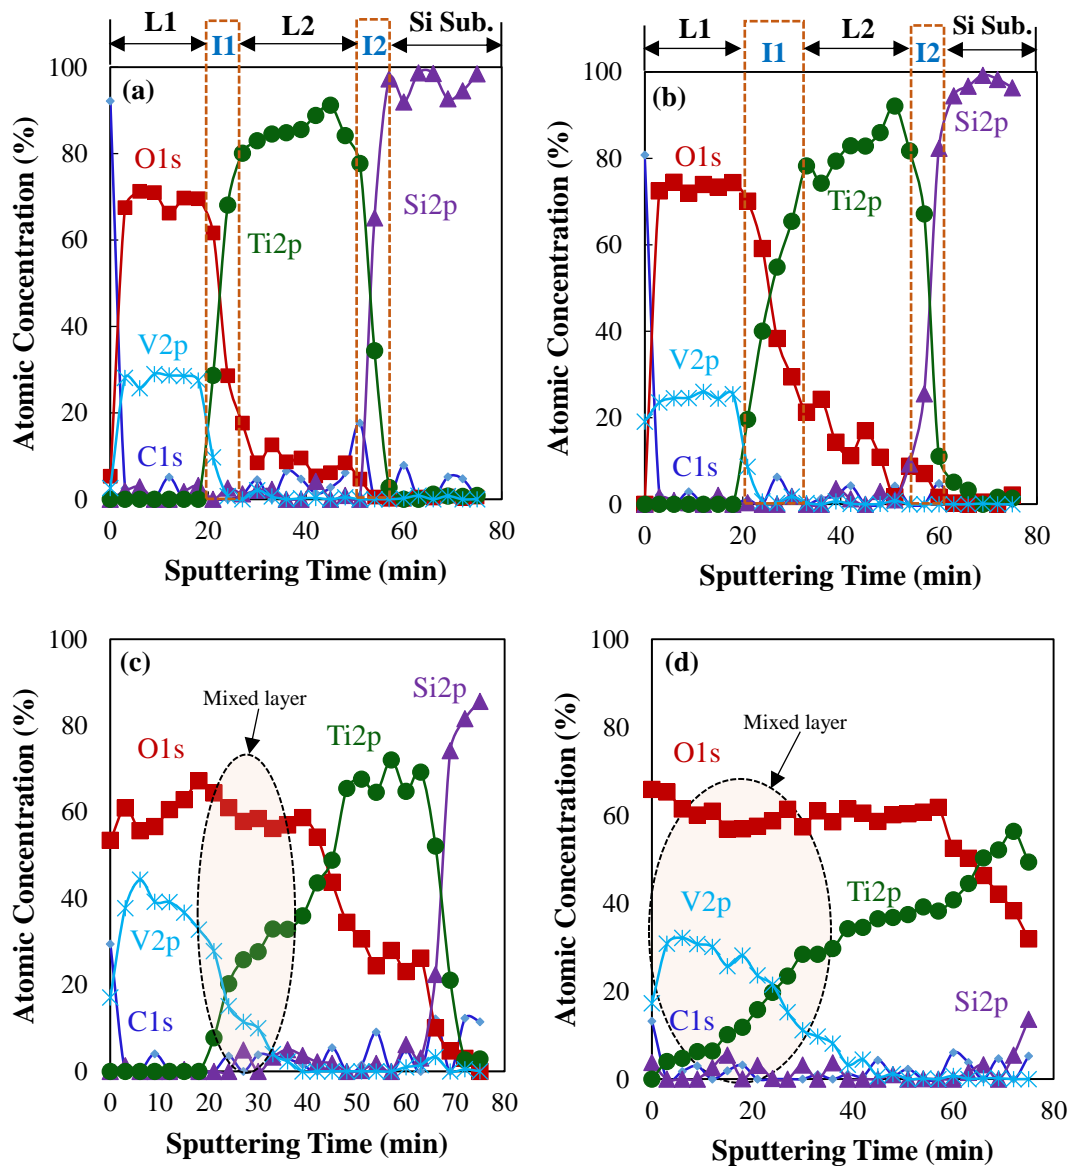 L1 I1 L2 I2 Si Sub.
(a)
O1s
Ti2p
Si2p
V2p
C1s
100
80
60
40
20
0
0 20 40 60 80
Atomic Concentration (%)
Sputtering Time (min)
L1 I1 L2 I2 Si Sub.
(b)
Si2p
O1s
Ti2p
V2p
C1s
100
80
60
40
20
0
0 20 40 60 80
Atomic Concentration (%)
Sputtering Time (min)
(c)
Mixed layer
Si2p
Ti2p
O1s
V2p
C1s
100
80
60
40
20
0
0 10 20 30 40 50 60 70 80
Atomic Concentration (%)
Sputtering Time (min)
(d)
Mixed layer
O1s
V2p
Ti2p
C1s
Si2p
100
80
60
40
20
0
0 20 40 60 80
Atomic Concentration (%)
Sputtering Time (min)